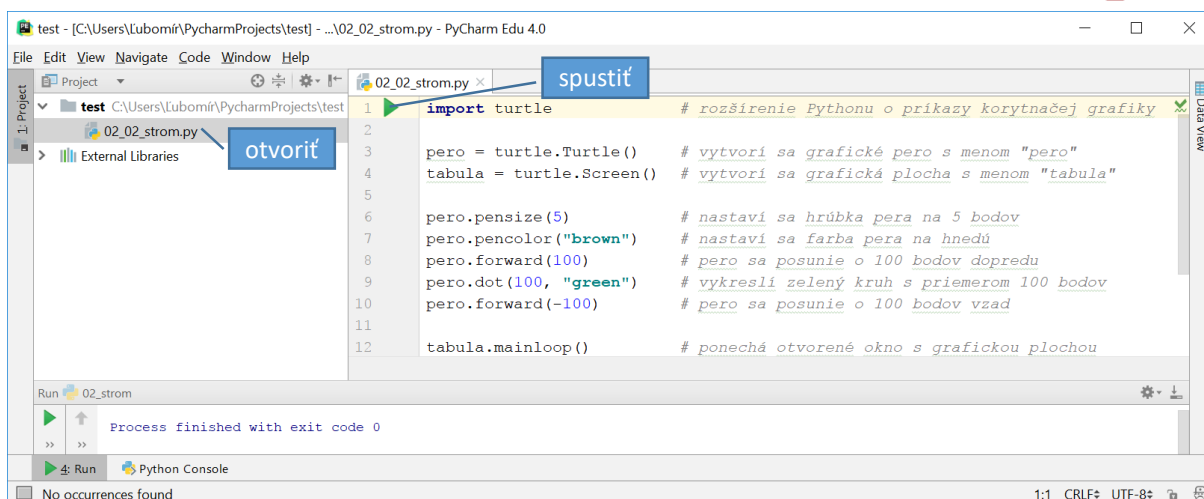 test - [C:\Users\Ľubomír\PycharmProjects\test] - ...\02_02_strom.py - PyCharm Edu 4.0
File Edit View Navigate Code Window Help
Project
02_02_strom.py
spustiť
1: Project
test C:\Users\Ľubomír\PycharmProjects\test
02_02_strom.py
otvoriť
External Libraries
Data View
1 import turtle # rozšírenie Pythonu o príkazy korytnačej grafiky
2
3 pero = turtle.Turtle() # vytvorí sa grafické pero s menom "pero"
4 tabula = turtle.Screen() # vytvorí sa grafická plocha s menom "tabula"
5
6 pero.pensize(5) # nastaví sa hrúbka pera na 5 bodov
7 pero.pencolor("brown") # nastaví sa farba pera na hnedú
8 pero.forward(100) # pero sa posunie o 100 bodov dopredu
9 pero.dot(100, "green") # vykreslí zelený kruh s priemerom 100 bodov
10 pero.forward(-100) # pero sa posunie o 100 bodov vzad
11
12 tabula.mainloop() # ponechá otvorené okno s grafickou plochou
Run 02_strom
Process finished with exit code 0
4: Run Python Console
No occurrences found
1:1 CRLF UTF-8